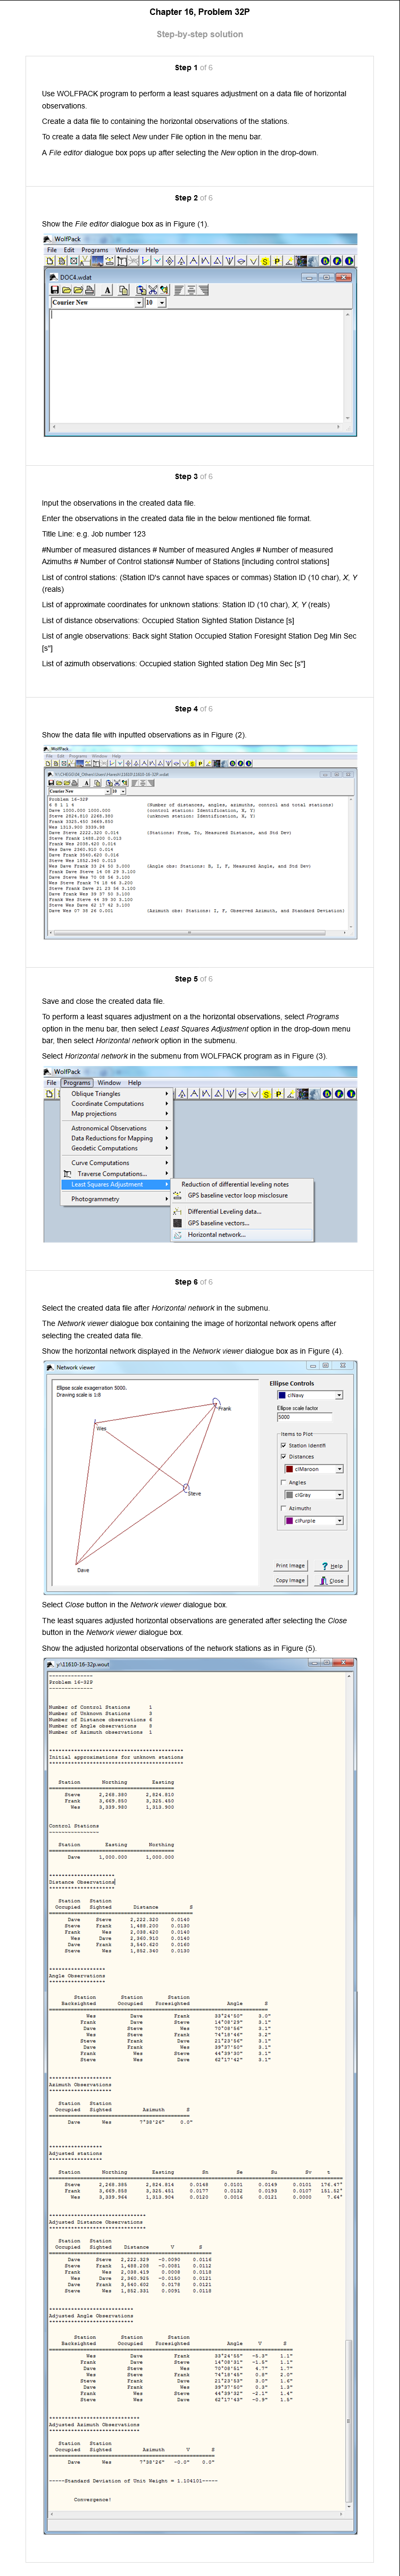 Chapter 16, Problem 32P
Step-by-step solution
Step 1 of 6
Use WOLFPACK program to perform a least squares adjustment on a data file of horizontal
observations.
Create a data file to containing the horizontal observations of the stations.
To create a data file select New under File option in the menu bar.
A File editor dialogue box pops up after selecting the New option in the drop-down.
Step 2 of 6
Show the File editor dialogue box as in Figure (1).
WolfPack
File Edit Programs Window Help
DOC4.wdat
Courier New 10
Step 3 of 6
Input the observations in the created data file.
Enter the observations in the created data file in the below mentioned file format.
Title Line: e.g. Job number 123
#Number of measured distances # Number of measured Angles # Number of measured
Azimuths # Number of Control stations# Number of Stations [including control stations]
List of control stations: (Station ID's cannot have spaces or commas) Station ID (10 char), X, Y
(reals)
List of approximate coordinates for unknown stations: Station ID (10 char), X, Y (reals)
List of distance observations: Occupied Station Sighted Station Distance [s]
List of angle observations: Back sight Station Occupied Station Foresight Station Deg Min Sec
[s"]
List of azimuth observations: Occupied station Sighted station Deg Min Sec [s"]
Step 4 of 6
Show the data file with inputted observations as in Figure (2).
WolfPack
File Edit Programs Window Help
Courier New 10
Problem 16-32P
6 8 1 1 4 (Number of distances, angles, azimuths, control and total stations)
Dave 1000.000 1000.000 (control station: Identification, X, Y)
Steve 2824.810 2268.380 (unknown station: Identification, X, Y)
Frank 3325.450 3669.850
Wes 1313.900 3339.98
Dave Steve 2222.320 0.014 (Stations: From, To, Measured Distance, and Std Dev)
Steve Frank 1488.200 0.013
Frank Wes 2038.420 0.014
Wes Dave 2360.910 0.014
Dave Frank 3540.620 0.016
Steve Wes 1852.340 0.013
Wes Dave Frank 33 24 50 3.000 (Angle obs: Stations: B, I, F, Measured Angle, and Std Dev)
Frank Dave Steve 14 08 29 3.100
Dave Steve Wes 70 08 56 3.100
Wes Steve Frank 74 18 46 3.200
Steve Frank Dave 21 23 56 3.100
Dave Frank Wes 39 37 50 3.100
Frank Wes Steve 44 39 30 3.100
Steve Wes Dave 62 17 42 3.100
Dave Wes 07 38 26 0.001 (Azimuth obs: Stations: I, F, Observed Azimuth, and Standard Deviation)
Step 5 of 6
Save and close the created data file.
To perform a least squares adjustment on a the horizontal observations, select Programs
option in the menu bar, then select Least Squares Adjustment option in the drop-down menu
bar, then select Horizontal network option in the submenu.
Select Horizontal network in the submenu from WOLFPACK program as in Figure (3).
WolfPack
File Programs Window Help
Oblique Triangles
Coordinate Computations
Map projections
Astronomical Observations
Data Reductions for Mapping
Geodetic Computations
Curve Computations
Traverse Computations...
Least Squares Adjustment
Photogrammetry
Reduction of differential leveling notes
GPS baseline vector loop misclosure
Differential Leveling data...
GPS baseline vectors...
Horizontal network...
Step 6 of 6
Select the created data file after Horizontal network in the submenu.
The Network viewer dialogue box containing the image of horizontal network opens after
selecting the created data file.
Show the horizontal network displayed in the Network viewer dialogue box as in Figure (4).
Network viewer
Ellipse scale exagerration 5000.
Drawing scale is 1:8
Wes
Frank
Steve
Dave
Ellipse Controls
clNavy
Ellipse scale factor
5000
Items to Plot
Station Identifi
Distances
clMaroon
Angles
clGray
Azimuths
clPurple
Print Image
Help
Copy Image
Close
Select Close button in the Network viewer dialogue box.
The least squares adjusted horizontal observations are generated after selecting the Close
button in the Network viewer dialogue box.
Show the adjusted horizontal observations of the network stations as in Figure (5).
y:\11610-16-32p.wout
Problem 16-32P
Number of Control Stations 1
Number of Unknown Stations 3
Number of Distance observations 6
Number of Angle observations 8
Number of Azimuth observations 1
Initial approximations for unknown stations
Station Northing Easting
Steve 2,268.380 2,824.810
Frank 3,669.850 3,325.450
Wes 3,339.980 1,313.900
Control Stations
Station Easting Northing
Dave 1,000.000 1,000.000
Distance Observations
Station Station
Occupied Sighted Distance S
Dave Steve 2,222.320 0.0140
Steve Frank 1,488.200 0.0130
Frank Wes 2,038.420 0.0140
Wes Dave 2,360.910 0.0140
Dave Frank 3,540.620 0.0160
Steve Wes 1,852.340 0.0130
Angle Observations
Station Station Station
Backsighted Occupied Foresighted Angle S
Wes Dave Frank 33°24'50" 3.0"
Frank Dave Steve 14°08'29" 3.1"
Dave Steve Wes 70°08'56" 3.1"
Wes Steve Frank 74°18'46" 3.2"
Steve Frank Dave 21°23'56" 3.1"
Dave Frank Wes 39°37'50" 3.1"
Frank Wes Steve 44°39'30" 3.1"
Steve Wes Dave 62°17'42" 3.1"
Azimuth Observations
Station Station
Occupied Sighted Azimuth S
Dave Wes 7°38'26" 0.0"
Adjusted stations
Station Northing Easting Sn Se Su Sv t
Steve 2,268.385 2,824.814 0.0148 0.0101 0.0149 0.0101 176.47°
Frank 3,669.858 3,325.451 0.0177 0.0132 0.0193 0.0107 151.52°
Wes 3,339.964 1,313.904 0.0120 0.0016 0.0121 0.0000 7.64°
Adjusted Distance Observations
Station Station
Occupied Sighted Distance V S
Dave Steve 2,222.329 -0.0090 0.0116
Steve Frank 1,488.208 -0.0081 0.0112
Frank Wes 2,038.419 0.0008 0.0118
Wes Dave 2,360.925 -0.0150 0.0121
Dave Frank 3,540.602 0.0178 0.0121
Steve Wes 1,852.331 0.0091 0.0118
Adjusted Angle Observations
Station Station Station
Backsighted Occupied Foresighted Angle V S
Wes Dave Frank 33°24'55" -5.3" 1.1"
Frank Dave Steve 14°08'31" -1.5" 1.1"
Dave Steve Wes 70°08'51" 4.7" 1.7"
Wes Steve Frank 74°18'45" 0.8" 2.0"
Steve Frank Dave 21°23'53" 3.0" 1.6"
Dave Frank Wes 39°37'50" 0.3" 1.3"
Frank Wes Steve 44°39'32" -2.1" 1.4"
Steve Wes Dave 62°17'43" -0.9" 1.5"
Adjusted Azimuth Observations
Station Station
Occupied Sighted Azimuth V S
Dave Wes 7°38'26" -0.0" 0.0"
-----Standard Deviation of Unit Weight = 1.104101-----
Convergence!